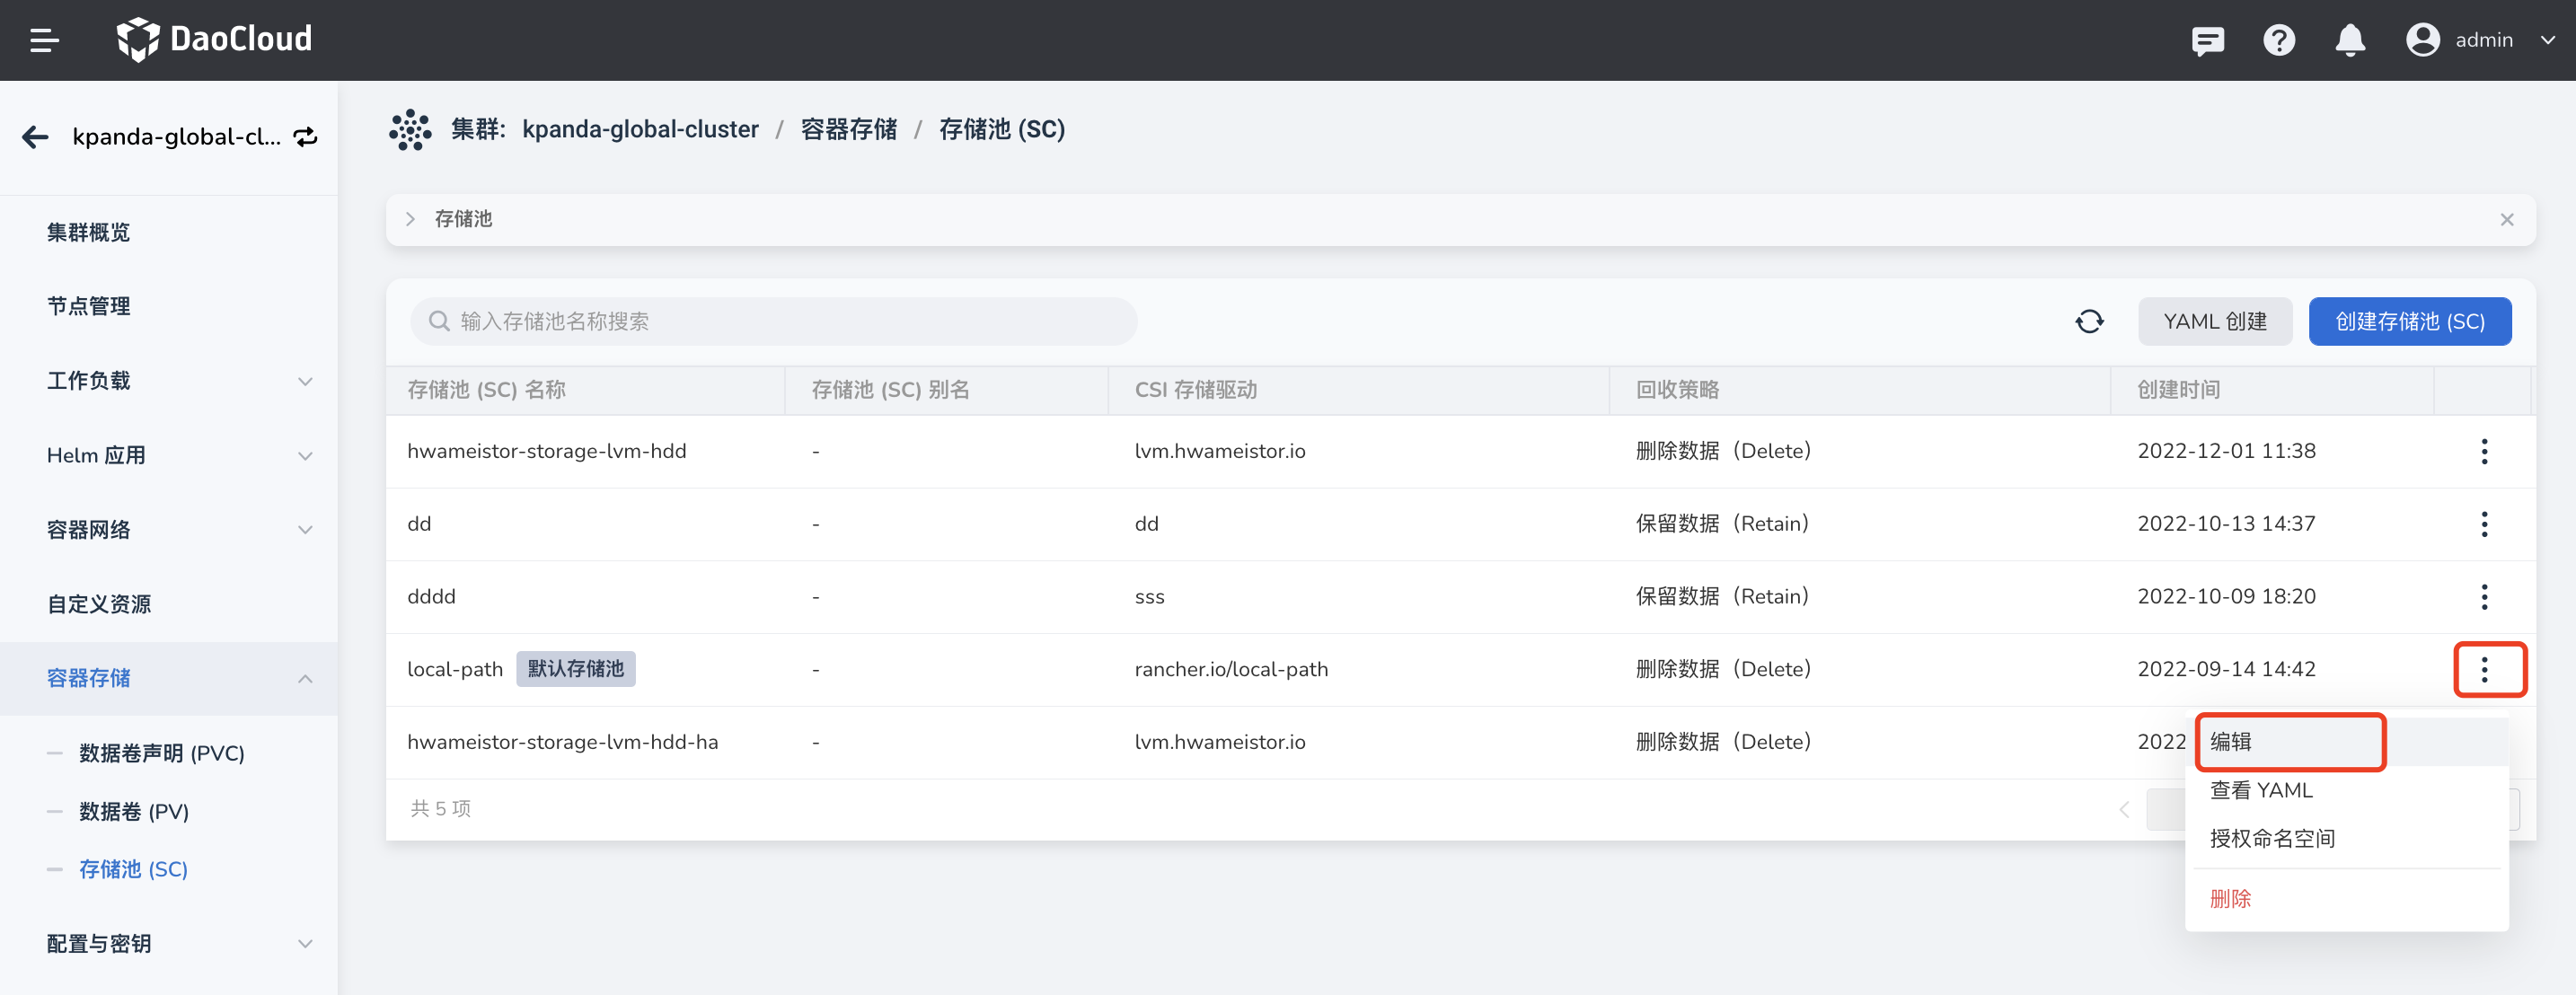 DaoCloud
admin
kpanda-global-cl...
集群概览
节点管理
工作负载
Helm 应用
容器网络
自定义资源
容器存储
数据卷声明 (PVC)
数据卷 (PV)
存储池 (SC)
配置与密钥
集群: kpanda-global-cluster / 容器存储 / 存储池 (SC)
存储池
输入存储池名称搜索
YAML 创建
创建存储池 (SC)
存储池 (SC) 名称 存储池 (SC) 别名 CSI 存储驱动 回收策略 创建时间
hwameistor-storage-lvm-hdd - lvm.hwameistor.io 删除数据（Delete） 2022-12-01 11:38
dd - dd 保留数据（Retain） 2022-10-13 14:37
dddd - sss 保留数据（Retain） 2022-10-09 18:20
local-path 默认存储池 - rancher.io/local-path 删除数据（Delete） 2022-09-14 14:42
hwameistor-storage-lvm-hdd-ha - lvm.hwameistor.io 删除数据（Delete） 2022
共 5 项
编辑
查看 YAML
授权命名空间
删除